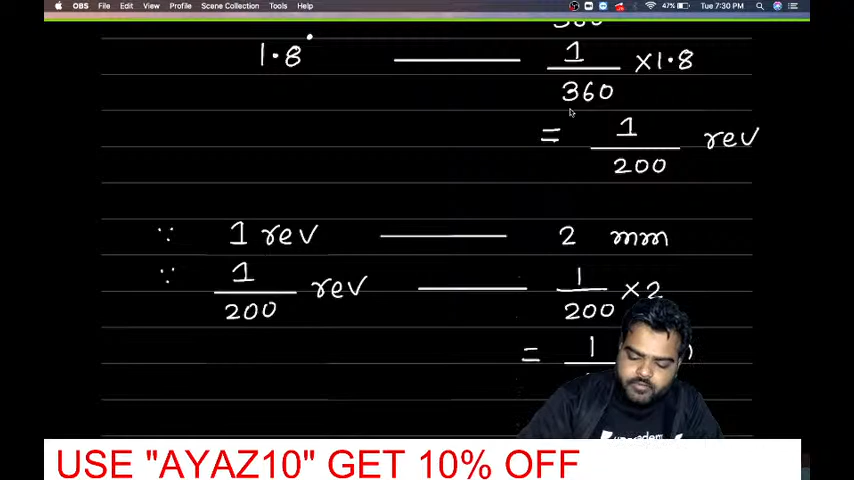 OBS File Edit View Profile Scene Collection Tools Help 47% Tue 7:30 PM
360
1.8° —— 1/360 ×1.8
= 1/200 rev
∵ 1 rev —— 2 mm
∵ 1/200 rev —— 1/200 ×2
= 1
USE "AYAZ10" GET 10% OFF